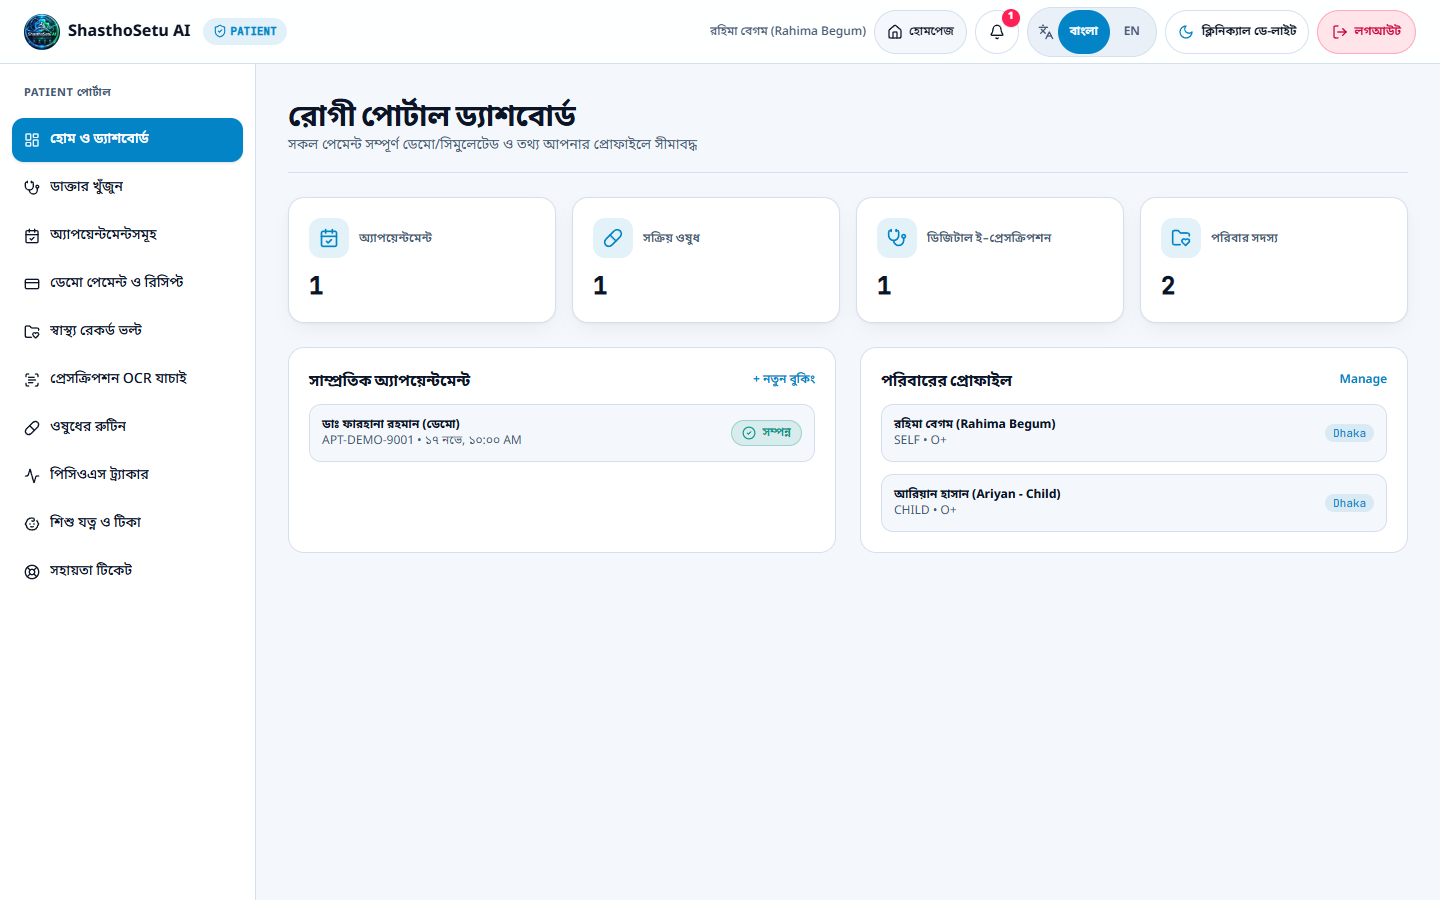 ShasthoSetu AI
PATIENT
রহিমা বেগম (Rahima Begum)
হোমপেজ
1
বাংলা
EN
ক্লিনিক্যাল ডে-লাইট
লগআউট
PATIENT পোর্টাল
হোম ও ড্যাশবোর্ড
ডাক্তার খুঁজুন
অ্যাপয়েন্টমেন্টসমূহ
ডেমো পেমেন্ট ও রিসিপ্ট
স্বাস্থ্য রেকর্ড ভল্ট
প্রেসক্রিপশন OCR যাচাই
ওষুধের রুটিন
পিসিওএস ট্র্যাকার
শিশু যত্ন ও টিকা
সহায়তা টিকেট
রোগী পোর্টাল ড্যাশবোর্ড
সকল পেমেন্ট সম্পূর্ণ ডেমো/সিমুলেটেড ও তথ্য আপনার প্রোফাইলে সীমাবদ্ধ
অ্যাপয়েন্টমেন্ট
1
সক্রিয় ওষুধ
1
ডিজিটাল ই-প্রেসক্রিপশন
1
পরিবার সদস্য
2
সাম্প্রতিক অ্যাপয়েন্টমেন্ট
+ নতুন বুকিং
ডাঃ ফারহানা রহমান (ডেমো)
APT-DEMO-9001 • ১৭ নভে, ১০:০০ AM
সম্পন্ন
পরিবারের প্রোফাইল
Manage
রহিমা বেগম (Rahima Begum)
SELF • O+
Dhaka
আরিয়ান হাসান (Ariyan - Child)
CHILD • O+
Dhaka